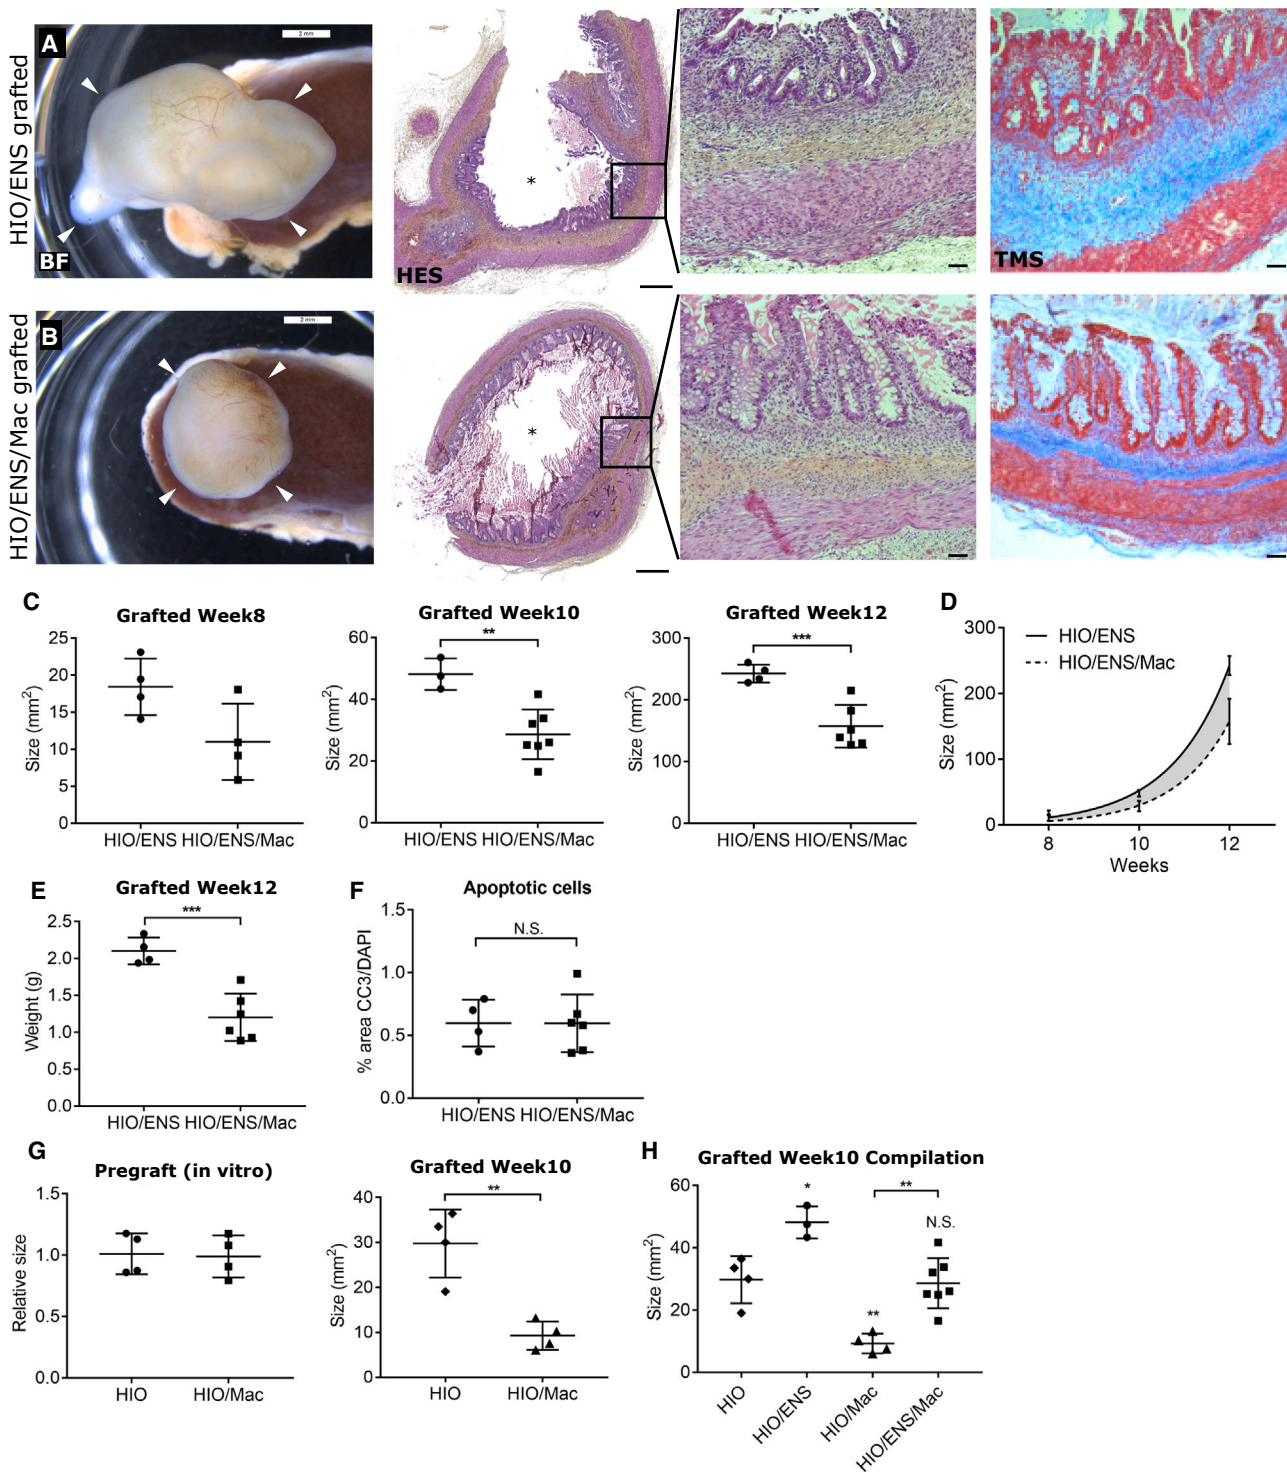 HIO/ENS grafted
A
2 mm
BF
HES
*
TMS
HIO/ENS/Mac grafted
B
2 mm
*
C
Grafted Week8
Size (mm²)
25
20
15
10
5
0
HIO/ENS HIO/ENS/Mac
Grafted Week10
Size (mm²)
60
40
20
0
**
HIO/ENS HIO/ENS/Mac
Grafted Week12
Size (mm²)
300
200
100
0
***
HIO/ENS HIO/ENS/Mac
D
Size (mm²)
300
200
100
0
HIO/ENS
HIO/ENS/Mac
8 10 12
Weeks
E
Grafted Week12
Weight (g)
2.5
2.0
1.5
1.0
0.5
0.0
***
HIO/ENS HIO/ENS/Mac
F
Apoptotic cells
% area CC3/DAPI
1.5
1.0
0.5
0.0
N.S.
HIO/ENS HIO/ENS/Mac
G
Pregraft (in vitro)
Relative size
1.5
1.0
0.5
0.0
HIO HIO/Mac
Grafted Week10
Size (mm²)
40
30
20
10
0
**
HIO HIO/Mac
H
Grafted Week10 Compilation
Size (mm²)
60
40
20
0
*
**
**
N.S.
HIO
HIO/ENS
HIO/Mac
HIO/ENS/Mac